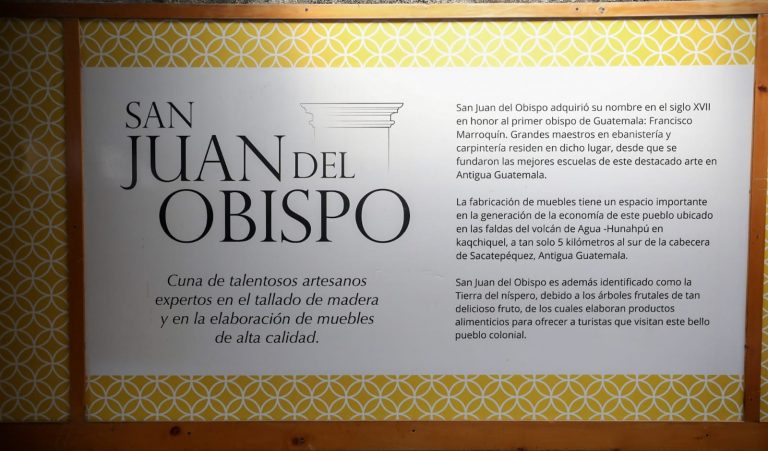 SAN
JUAN DEL
OBISPO
Cuna de talentosos artesanos
expertos en el tallado de madera
y en la elaboración de muebles
de alta calidad.
San Juan del Obispo adquirió su nombre en el siglo XVII
en honor al primer obispo de Guatemala: Francisco
Marroquín. Grandes maestros en ebanistería y
carpintería residen en dicho lugar, desde que se
fundaron las mejores escuelas de este destacado arte en
Antigua Guatemala.
La fabricación de muebles tiene un espacio importante
en la generación de la economía de este pueblo ubicado
en las faldas del volcán de Agua -Hunahpú en
kaqchiquel, a tan solo 5 kilómetros al sur de la cabecera
de Sacatepéquez, Antigua Guatemala.
San Juan del Obispo es además identificado como la
Tierra del níspero, debido a los árboles frutales de tan
delicioso fruto, de los cuales elaboran productos
alimenticios para ofrecer a turistas que visitan este bello
pueblo colonial.